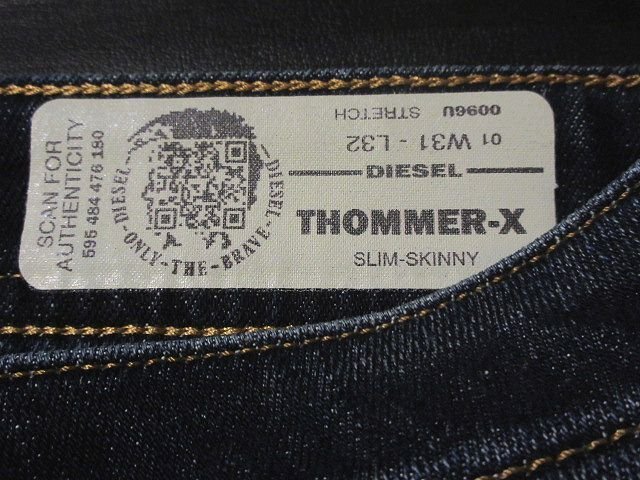 SCAN FOR
AUTHENTICITY
595 484 476 180
DIESEL
ONLY-THE-BRAVE
DIESEL
0096U STRETCH
01 W31 - L32
DIESEL
THOMMER-X
SLIM-SKINNY